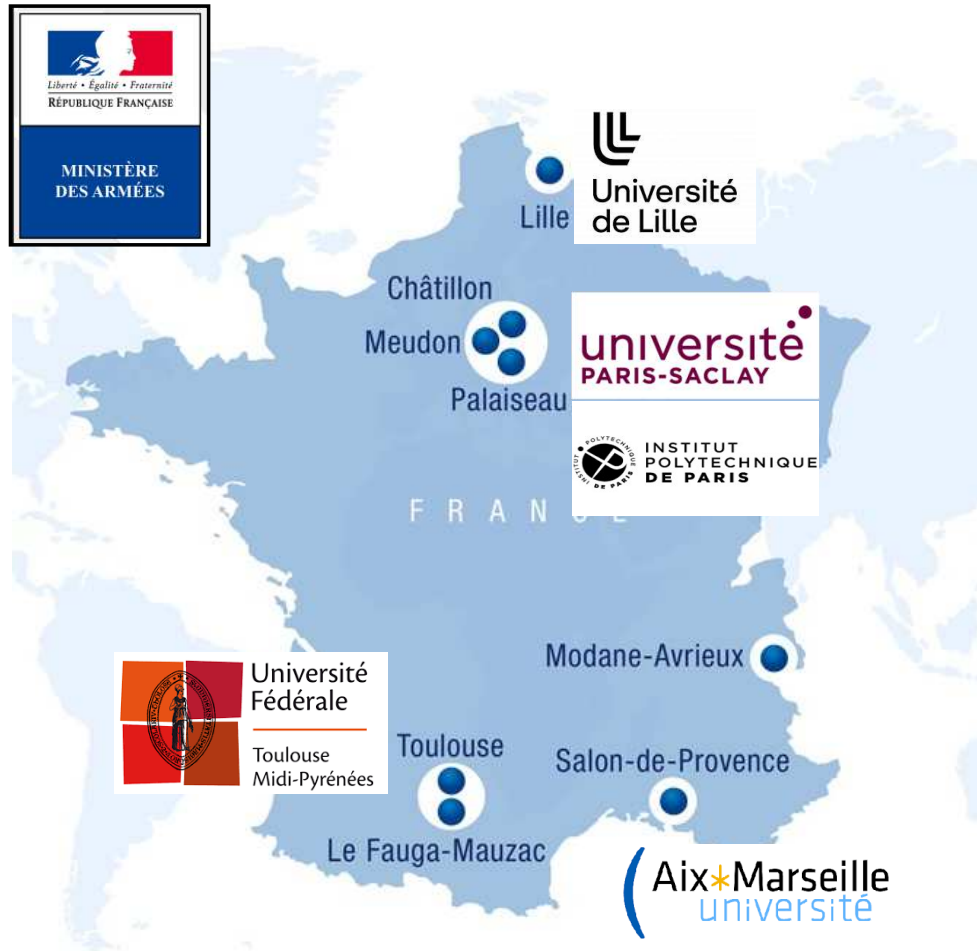 Liberté • Égalité • Fraternité
RÉPUBLIQUE FRANÇAISE
MINISTÈRE
DES ARMÉES
Lille
Université
de Lille
Châtillon
Meudon
Palaiseau
université
PARIS-SACLAY
INSTITUT
POLYTECHNIQUE
DE PARIS
FRANCE
Modane-Avrieux
Université
Fédérale
Toulouse
Midi-Pyrénées
Toulouse
Le Fauga-Mauzac
Salon-de-Provence
Aix*Marseille
université